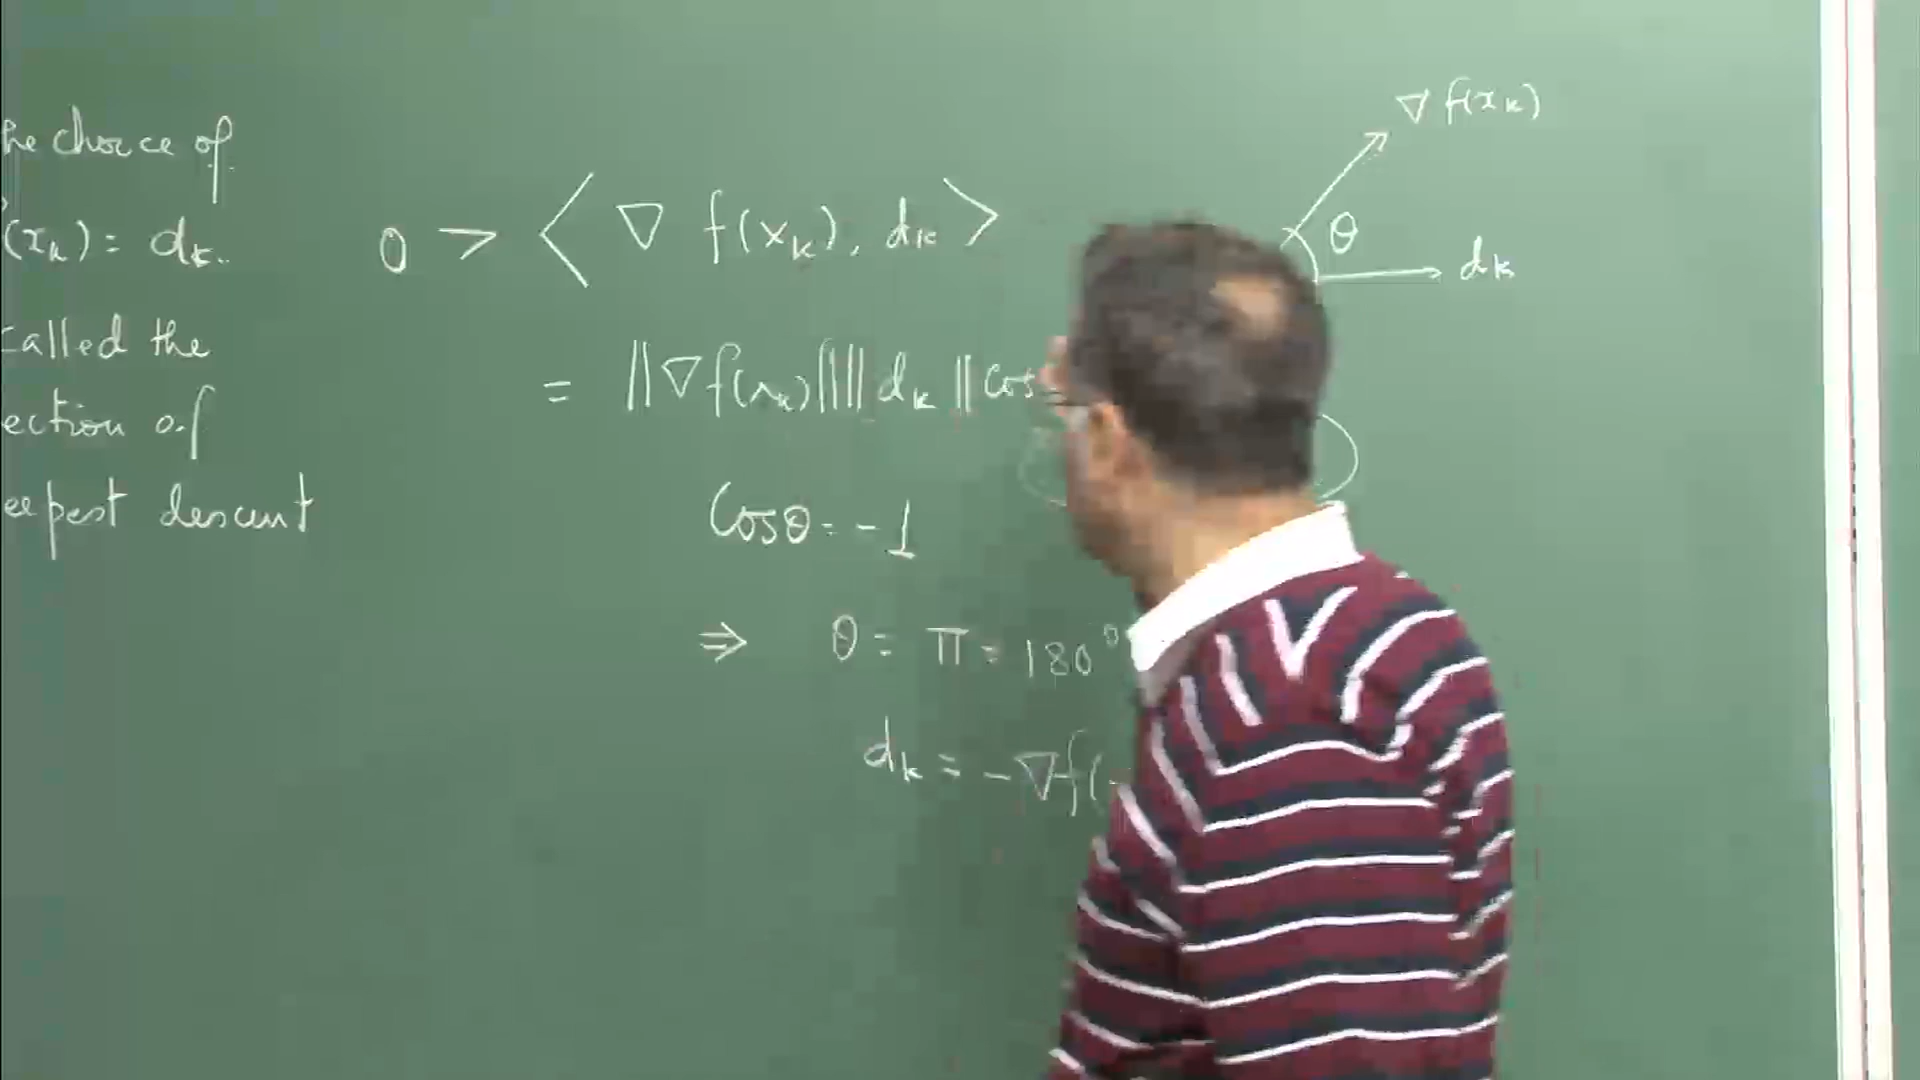 he choice of
(xk) = dk.
called the
ection of
eepest descent
0 > < ∇ f(xk), dk >
= ||∇f(xk)|| ||dk|| Cos
Cosθ = -1
⇒ θ = π = 180°
dk = -∇f(
∇ f(xk)
θ
dk